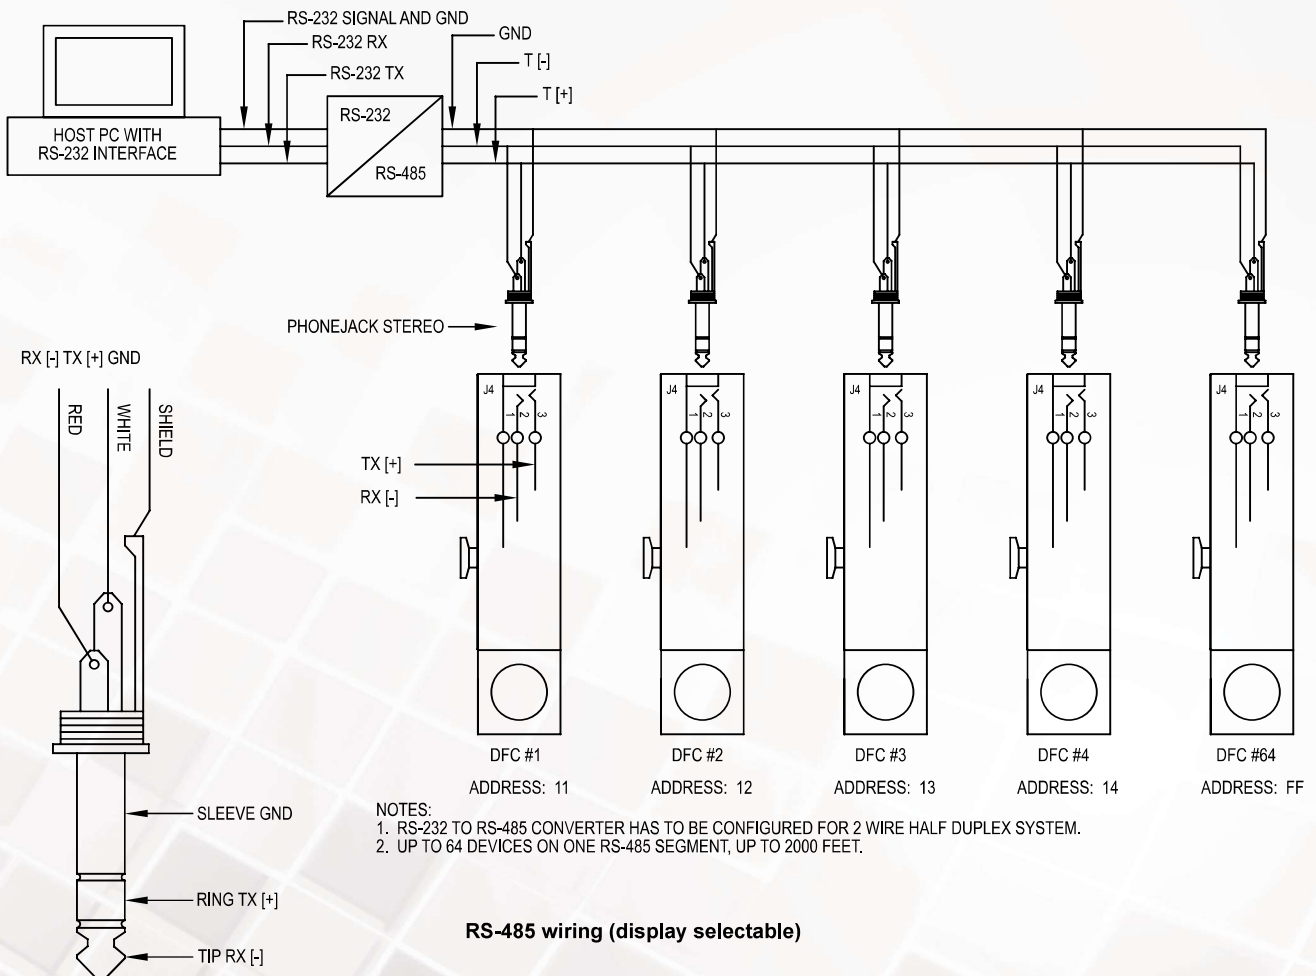 RS-232 SIGNAL AND GND
RS-232 RX
RS-232 TX
GND
T [-]
T [+]
HOST PC WITH
RS-232 INTERFACE
RS-232
RS-485
PHONEJACK STEREO
RX [-] TX [+] GND
RED
WHITE
SHIELD
J4
1
2
3
J4
1
2
3
J4
1
2
3
J4
1
2
3
J4
1
2
3
TX [+]
RX [-]
DFC #1
ADDRESS: 11
DFC #2
ADDRESS: 12
DFC #3
ADDRESS: 13
DFC #4
ADDRESS: 14
DFC #64
ADDRESS: FF
SLEEVE GND
RING TX [+]
TIP RX [-]
NOTES:
1. RS-232 TO RS-485 CONVERTER HAS TO BE CONFIGURED FOR 2 WIRE HALF DUPLEX SYSTEM.
2. UP TO 64 DEVICES ON ONE RS-485 SEGMENT, UP TO 2000 FEET.
RS-485 wiring (display selectable)